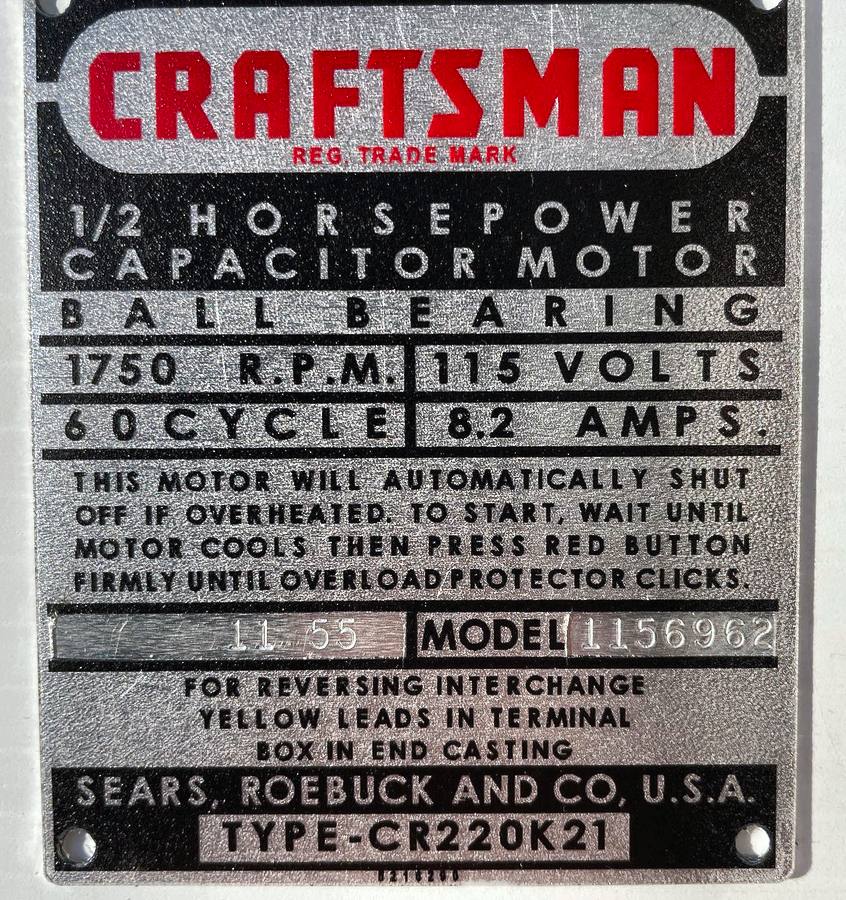 CRAFTSMAN
REG. TRADE MARK
1/2 HORSEPOWER
CAPACITOR MOTOR
BALL BEARING
1750 R.P.M. 115 VOLTS
60 CYCLE 8.2 AMPS.
THIS MOTOR WILL AUTOMATICALLY SHUT
OFF IF OVERHEATED. TO START, WAIT UNTIL
MOTOR COOLS THEN PRESS RED BUTTON
FIRMLY UNTIL OVERLOAD PROTECTOR CLICKS.
11 55 MODEL 1156962
FOR REVERSING INTERCHANGE
YELLOW LEADS IN TERMINAL
BOX IN END CASTING
SEARS, ROEBUCK AND CO, U.S.A.
TYPE-CR220K21